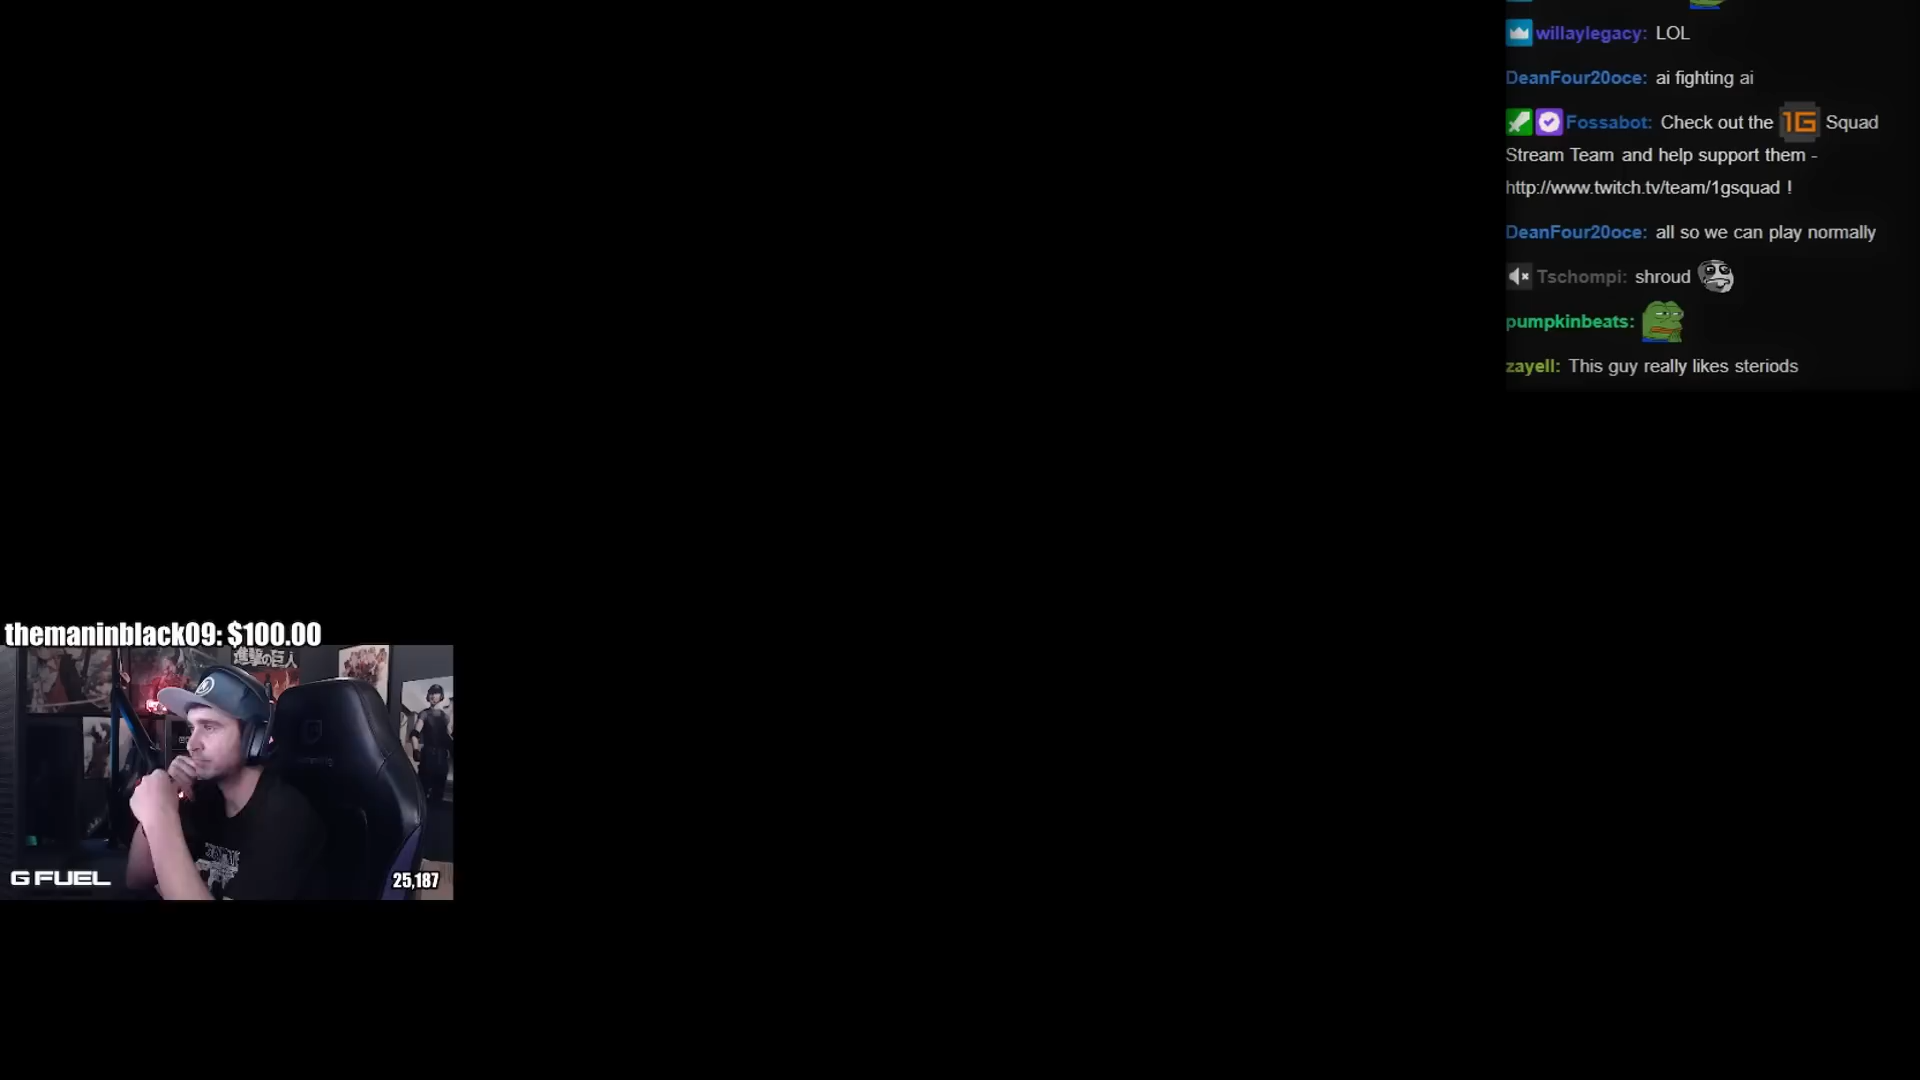 willaylegacy: LOL
DeanFour20oce: ai fighting ai
Fossabot: Check out the 1G Squad
Stream Team and help support them -
http://www.twitch.tv/team/1gsquad !
DeanFour20oce: all so we can play normally
Tschompi: shroud
pumpkinbeats:
zayell: This guy really likes steriods
themaninblack09: $100.00
進撃の巨人
G FUEL
25,187